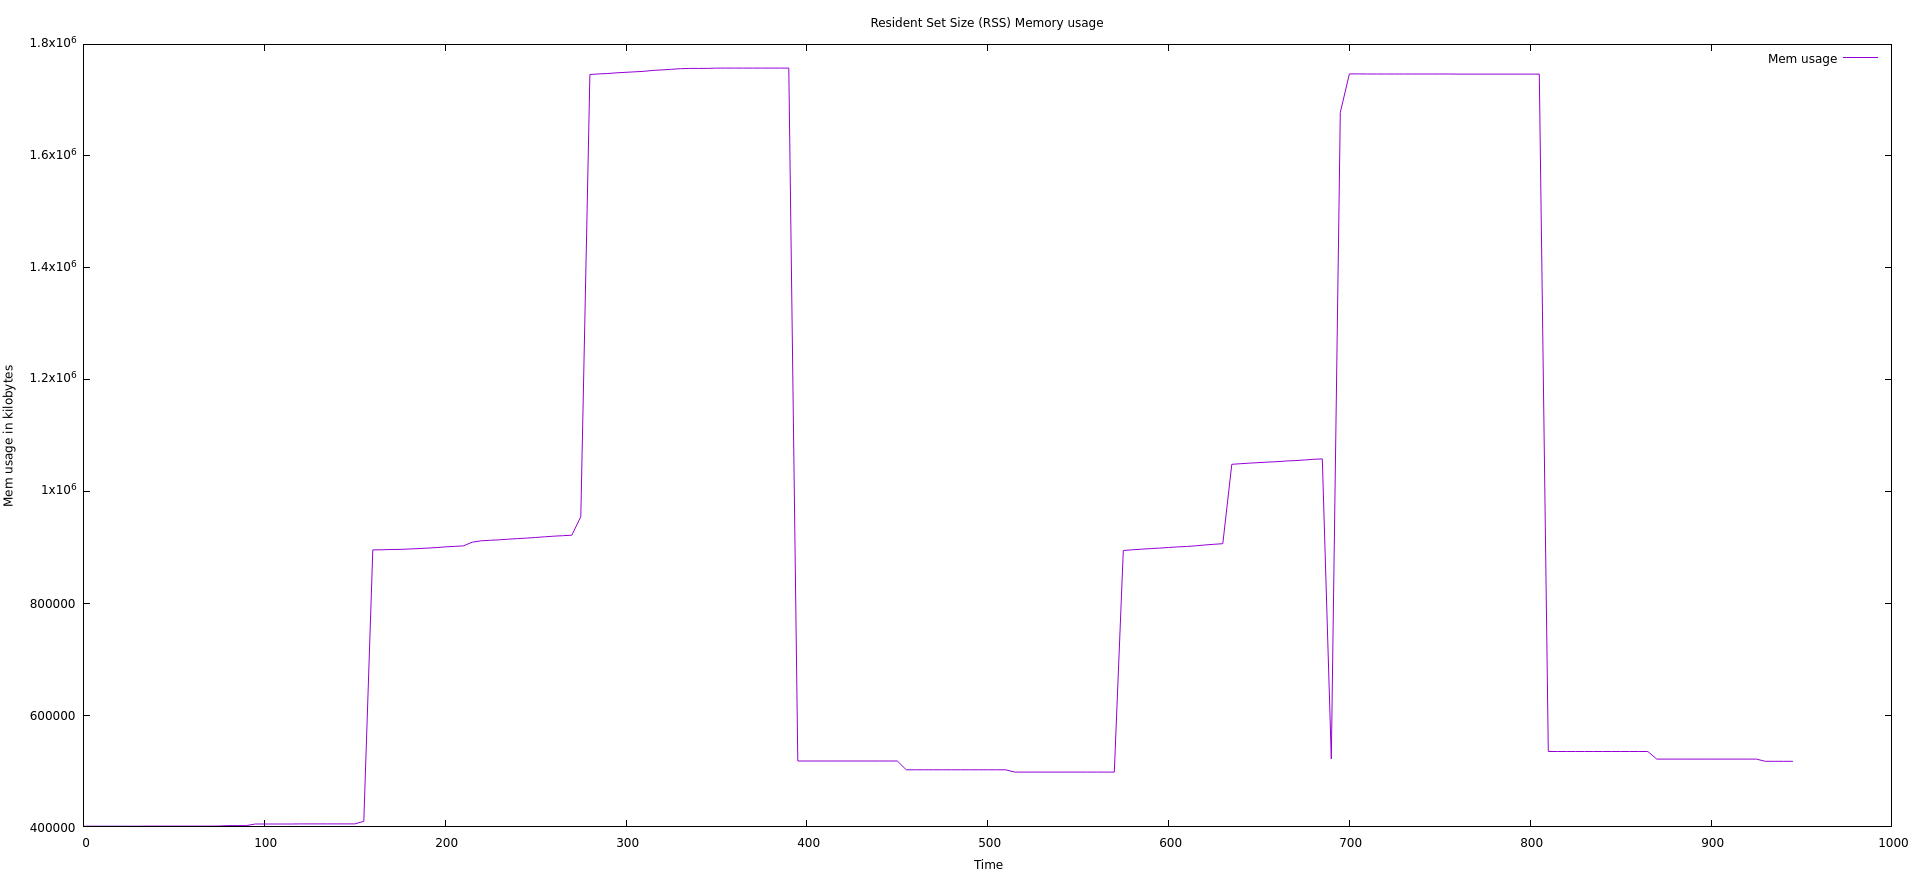 Resident Set Size (RSS) Memory usage
1.8x10⁶
Mem usage
1.6x10⁶
1.4x10⁶
1.2x10⁶
Mem usage in kilobytes
1x10⁶
800000
600000
400000
0 100 200 300 400 500 600 700 800 900 1000
Time